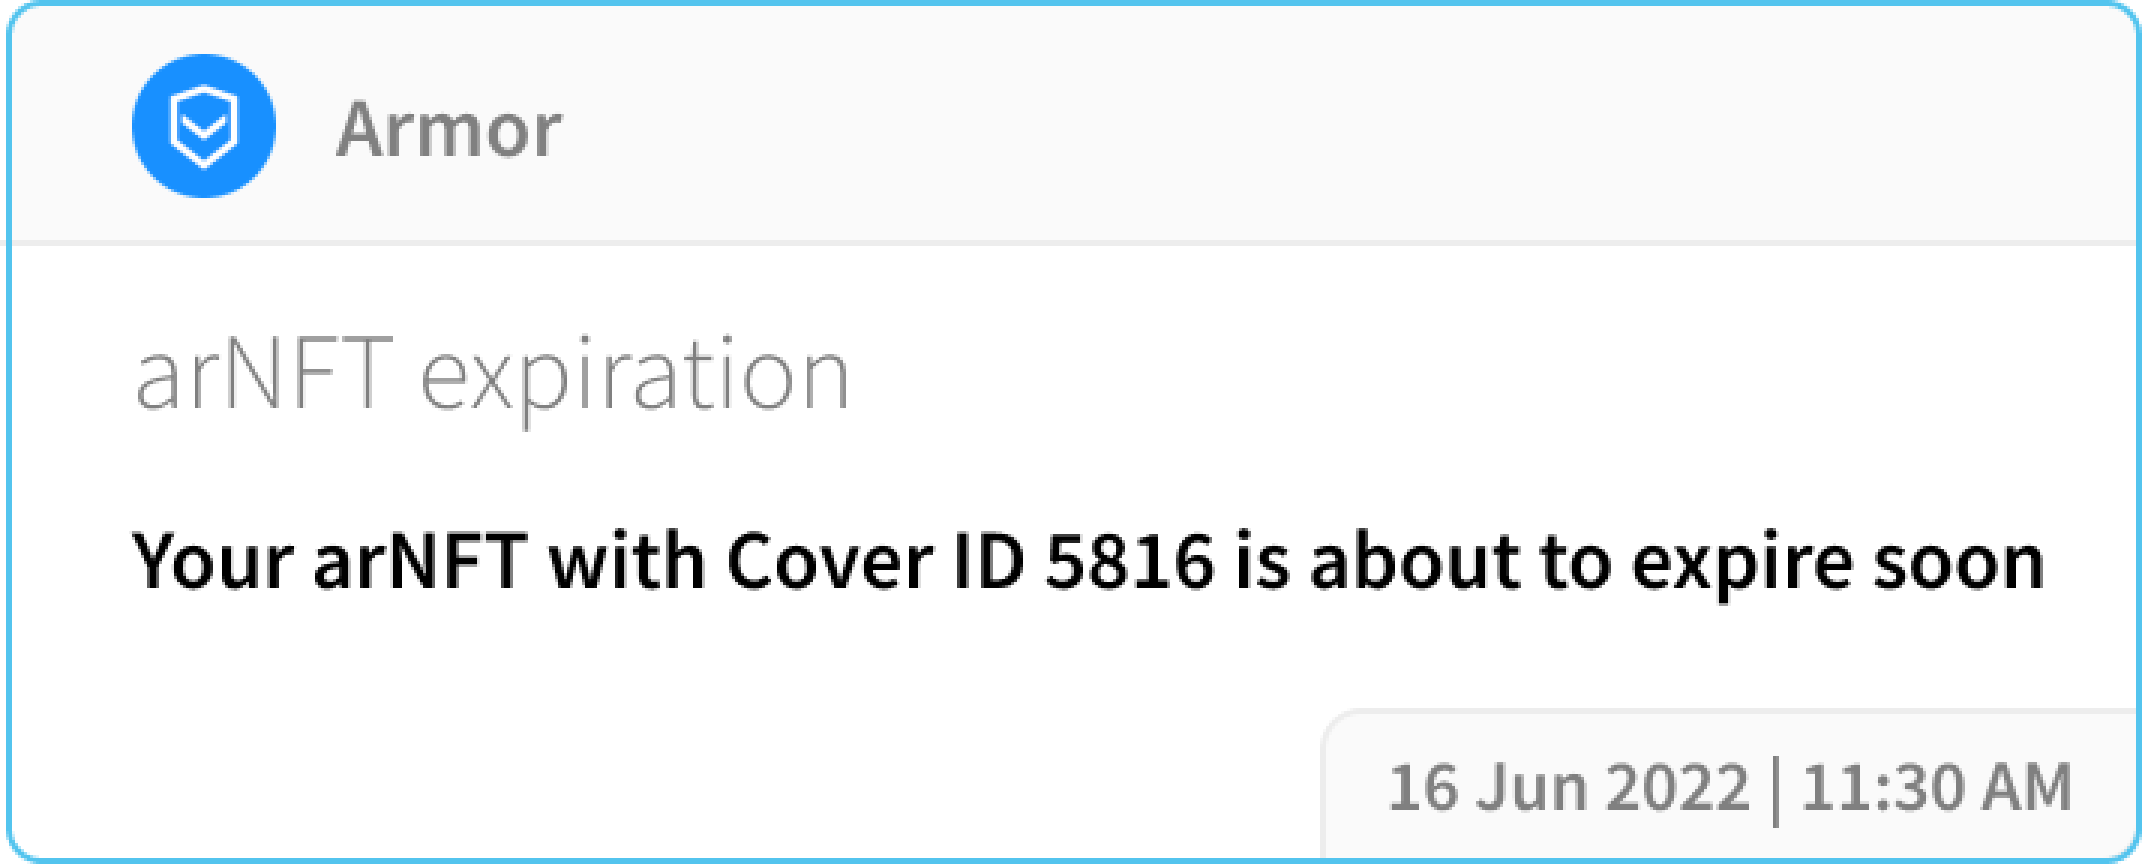 Armor
arNFT expiration
Your arNFT with Cover ID 5816 is about to expire soon
16 Jun 2022 | 11:30 AM